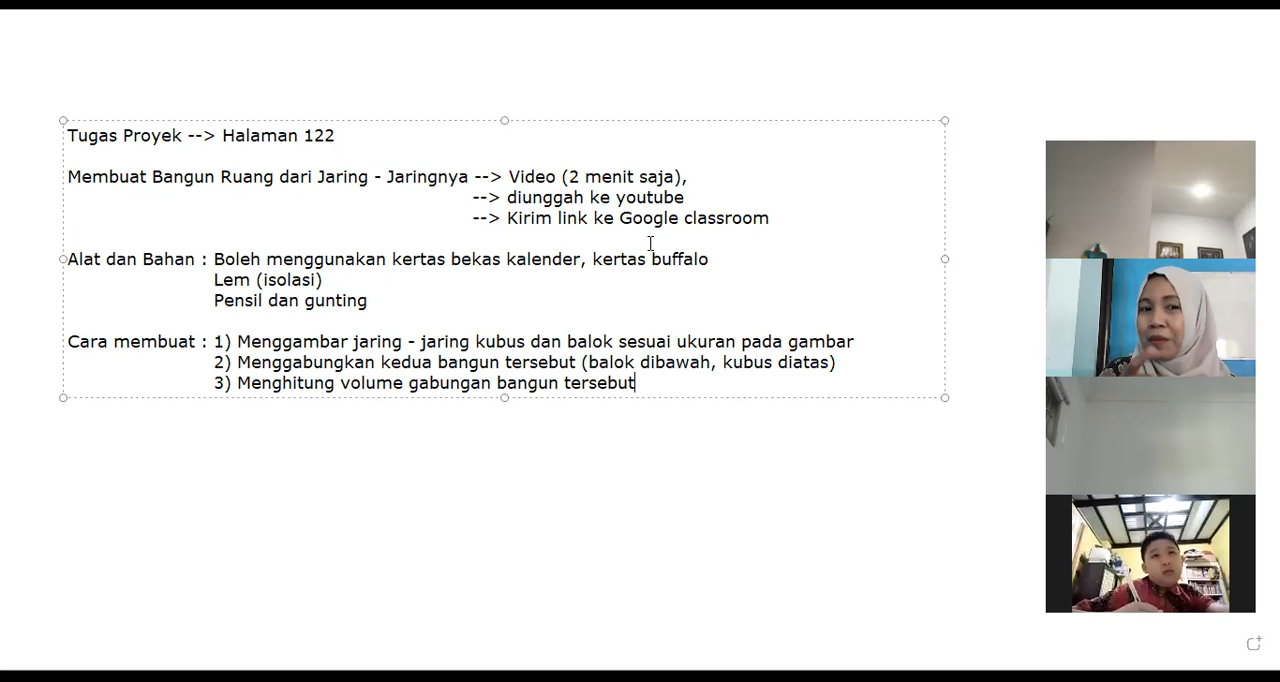 Tugas Proyek --> Halaman 122
Membuat Bangun Ruang dari Jaring - Jaringnya --> Video (2 menit saja),
--> diunggah ke youtube
--> Kirim link ke Google classroom
Alat dan Bahan : Boleh menggunakan kertas bekas kalender, kertas buffalo
Lem (isolasi)
Pensil dan gunting
Cara membuat : 1) Menggambar jaring - jaring kubus dan balok sesuai ukuran pada gambar
2) Menggabungkan kedua bangun tersebut (balok dibawah, kubus diatas)
3) Menghitung volume gabungan bangun tersebut